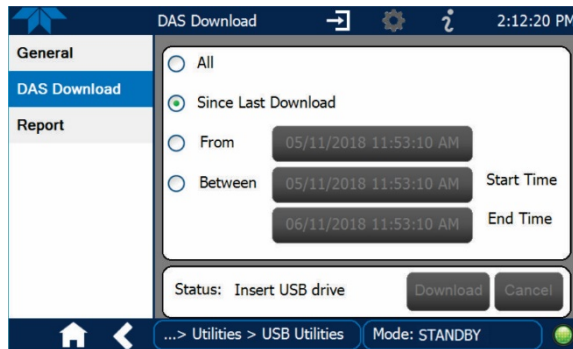 DAS Download
2:12:20 PM
General
DAS Download
Report
All
Since Last Download
From 05/11/2018 11:53:10 AM
Between 05/11/2018 11:53:10 AM Start Time
06/11/2018 11:53:10 AM End Time
Status: Insert USB drive Download Cancel
...> Utilities > USB Utilities Mode: STANDBY